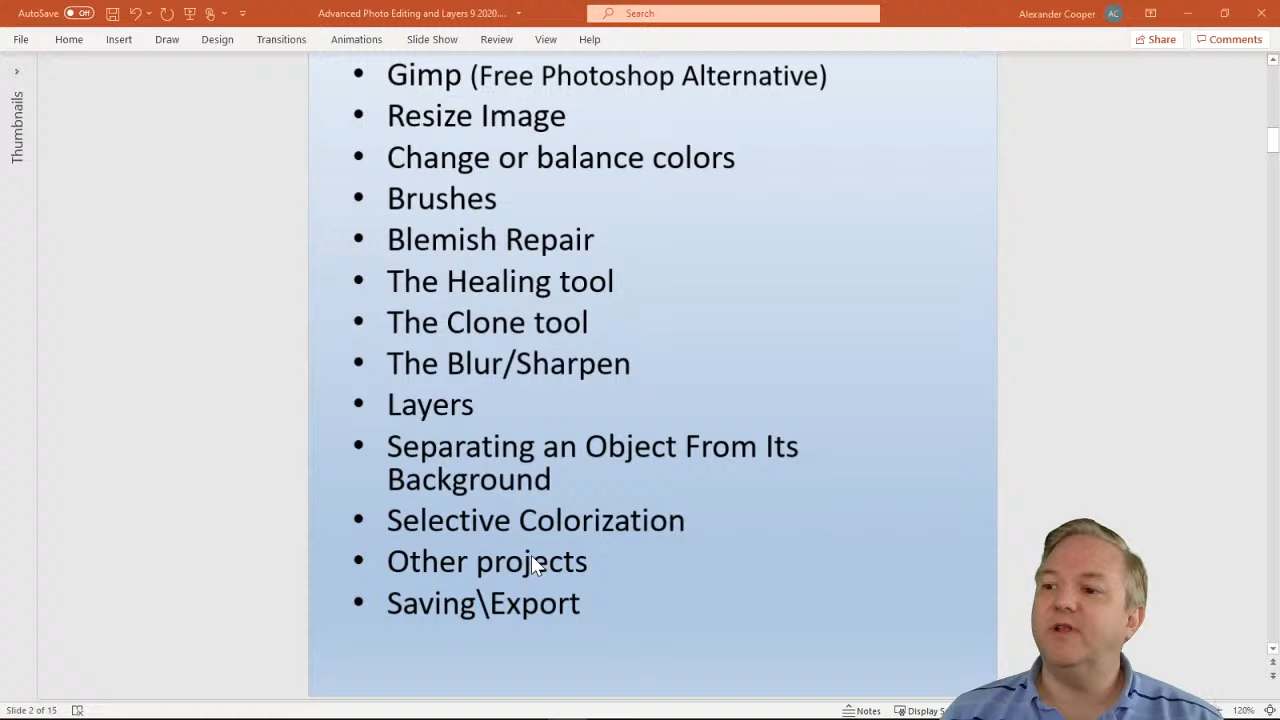 AutoSave Off Advanced Photo Editing and Layers 9 2020.... Search Alexander Cooper AC
File Home Insert Draw Design Transitions Animations Slide Show Review View Help Share Comments
Thumbnails
• Gimp (Free Photoshop Alternative)
• Resize Image
• Change or balance colors
• Brushes
• Blemish Repair
• The Healing tool
• The Clone tool
• The Blur/Sharpen
• Layers
• Separating an Object From Its
Background
• Selective Colorization
• Other projects
• Saving\Export
Slide 2 of 15 Notes Display 120%